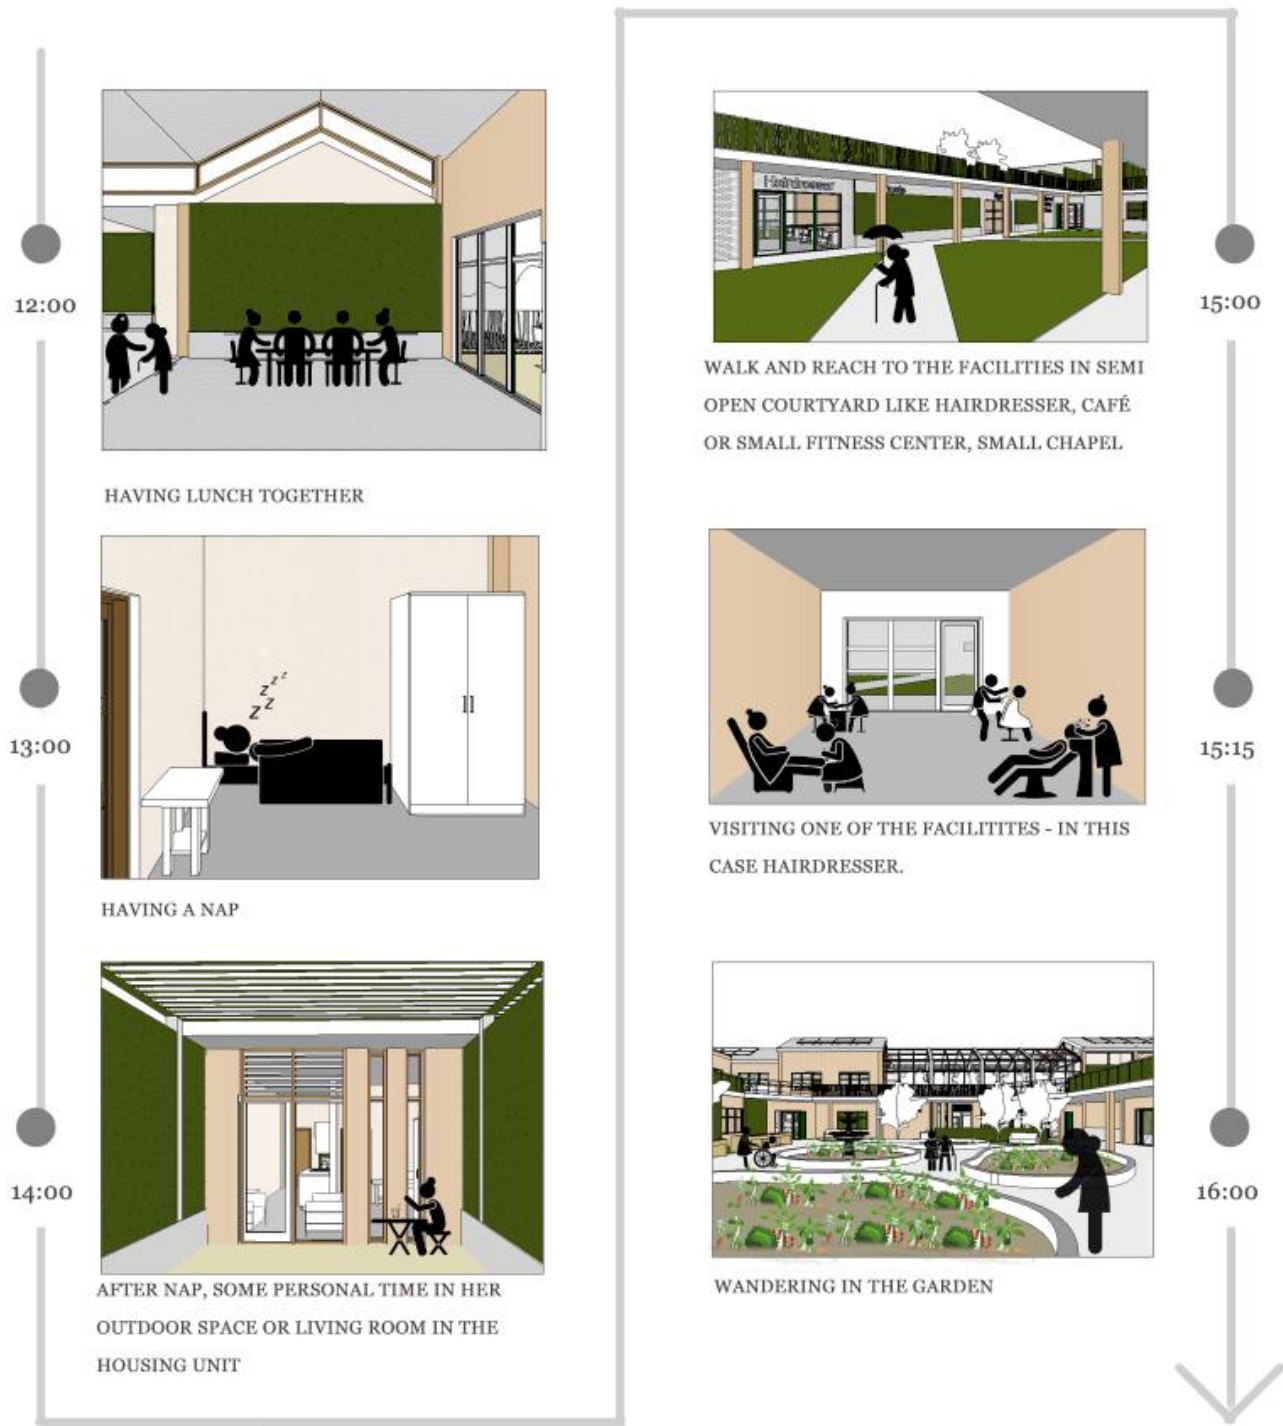 12:00
HAVING LUNCH TOGETHER
z z z
z z
13:00
HAVING A NAP
14:00
AFTER NAP, SOME PERSONAL TIME IN HER
OUTDOOR SPACE OR LIVING ROOM IN THE
HOUSING UNIT
Hairdresser
15:00
WALK AND REACH TO THE FACILITIES IN SEMI
OPEN COURTYARD LIKE HAIRDRESSER, CAFÉ
OR SMALL FITNESS CENTER, SMALL CHAPEL
15:15
VISITING ONE OF THE FACILITITES - IN THIS
CASE HAIRDRESSER.
16:00
WANDERING IN THE GARDEN